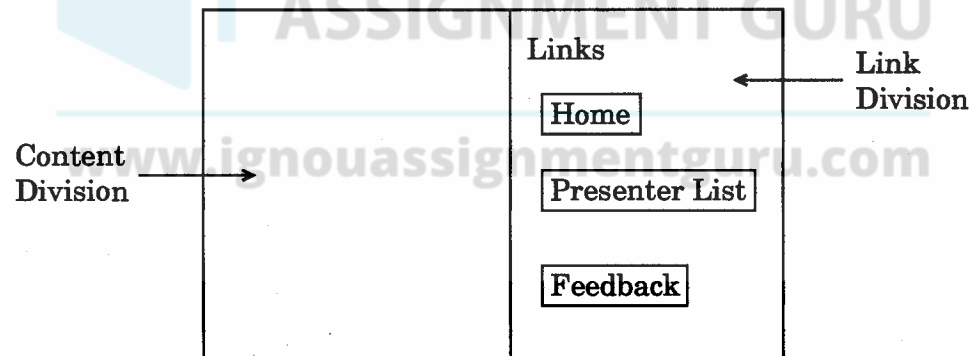 ASSIGNMENT GURU
Links
Link
Division
Home
www.ignouassignmentguru.com
Content
Division
Presenter List
Feedback